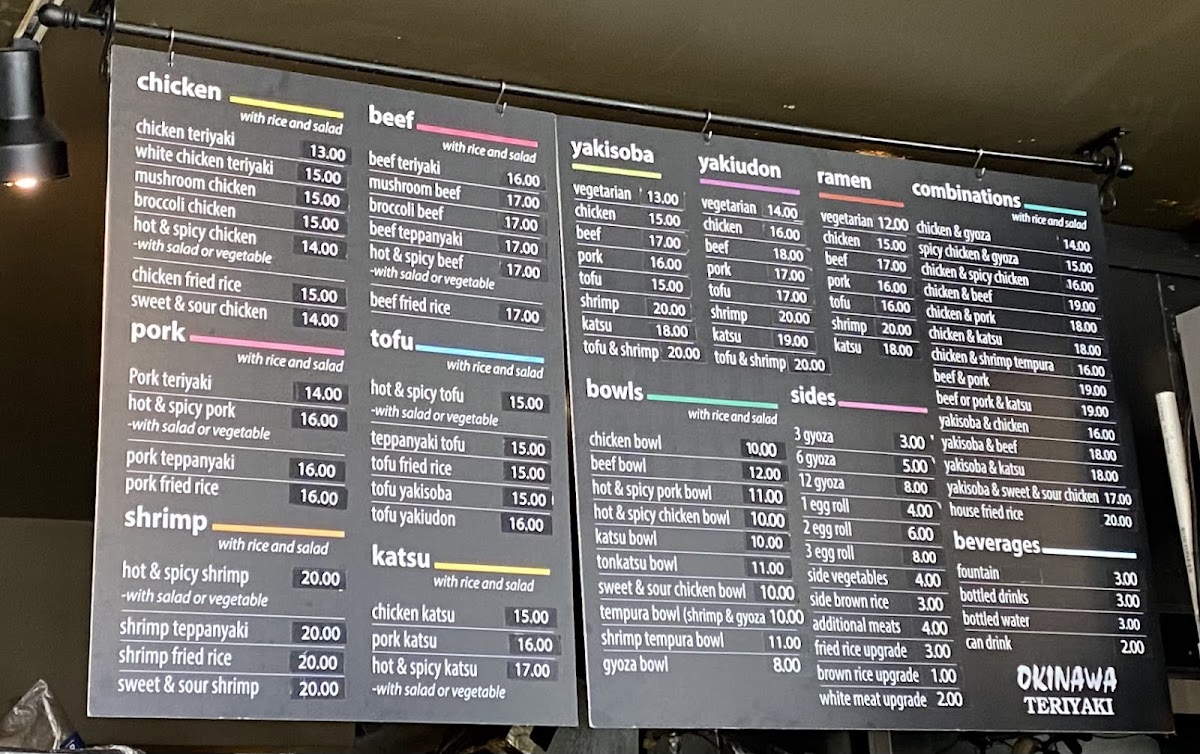 chicken
with rice and salad
chicken teriyaki 13.00
white chicken teriyaki 15.00
mushroom chicken 15.00
broccoli chicken 15.00
hot & spicy chicken 14.00
-with salad or vegetable
chicken fried rice 15.00
sweet & sour chicken 14.00
pork
with rice and salad
Pork teriyaki 14.00
hot & spicy pork 16.00
-with salad or vegetable
pork teppanyaki 16.00
pork fried rice 16.00
shrimp
with rice and salad
hot & spicy shrimp 20.00
-with salad or vegetable
shrimp teppanyaki 20.00
shrimp fried rice 20.00
sweet & sour shrimp 20.00
beef
with rice and salad
beef teriyaki 16.00
mushroom beef 17.00
broccoli beef 17.00
beef teppanyaki 17.00
hot & spicy beef 17.00
-with salad or vegetable
beef fried rice 17.00
tofu
with rice and salad
hot & spicy tofu 15.00
-with salad or vegetable
teppanyaki tofu 15.00
tofu fried rice 15.00
tofu yakisoba 15.00
tofu yakiudon 16.00
katsu
with rice and salad
chicken katsu 15.00
pork katsu 16.00
hot & spicy katsu 17.00
-with salad or vegetable
yakisoba
vegetarian 13.00
chicken 15.00
beef 17.00
pork 16.00
tofu 15.00
shrimp 20.00
katsu 18.00
tofu & shrimp 20.00
yakiudon
vegetarian 14.00
chicken 16.00
beef 18.00
pork 17.00
tofu 17.00
shrimp 20.00
katsu 19.00
tofu & shrimp 20.00
ramen
vegetarian 12.00
chicken 15.00
beef 17.00
pork 16.00
tofu 16.00
shrimp 20.00
katsu 18.00
combinations
with rice and salad
chicken & gyoza 14.00
spicy chicken & gyoza 15.00
chicken & spicy chicken 16.00
chicken & beef 19.00
chicken & pork 18.00
chicken & katsu 18.00
chicken & shrimp tempura 16.00
beef & pork 19.00
beef or pork & katsu 19.00
yakisoba & chicken 16.00
yakisoba & beef 18.00
yakisoba & katsu 18.00
yakisoba & sweet & sour chicken 17.00
house fried rice 20.00
bowls
with rice and salad
chicken bowl 10.00
beef bowl 12.00
hot & spicy pork bowl 11.00
hot & spicy chicken bowl 10.00
katsu bowl 10.00
tonkatsu bowl 11.00
sweet & sour chicken bowl 10.00
tempura bowl (shrimp & gyoza 10.00
shrimp tempura bowl 11.00
gyoza bowl 8.00
sides
3 gyoza 3.00
6 gyoza 5.00
12 gyoza 8.00
1 egg roll 4.00
2 egg roll 6.00
3 egg roll 8.00
side vegetables 4.00
side brown rice 3.00
additional meats 4.00
fried rice upgrade 3.00
brown rice upgrade 1.00
white meat upgrade 2.00
beverages
fountain 3.00
bottled drinks 3.00
bottled water 3.00
can drink 2.00
OKINAWA
TERIYAKI